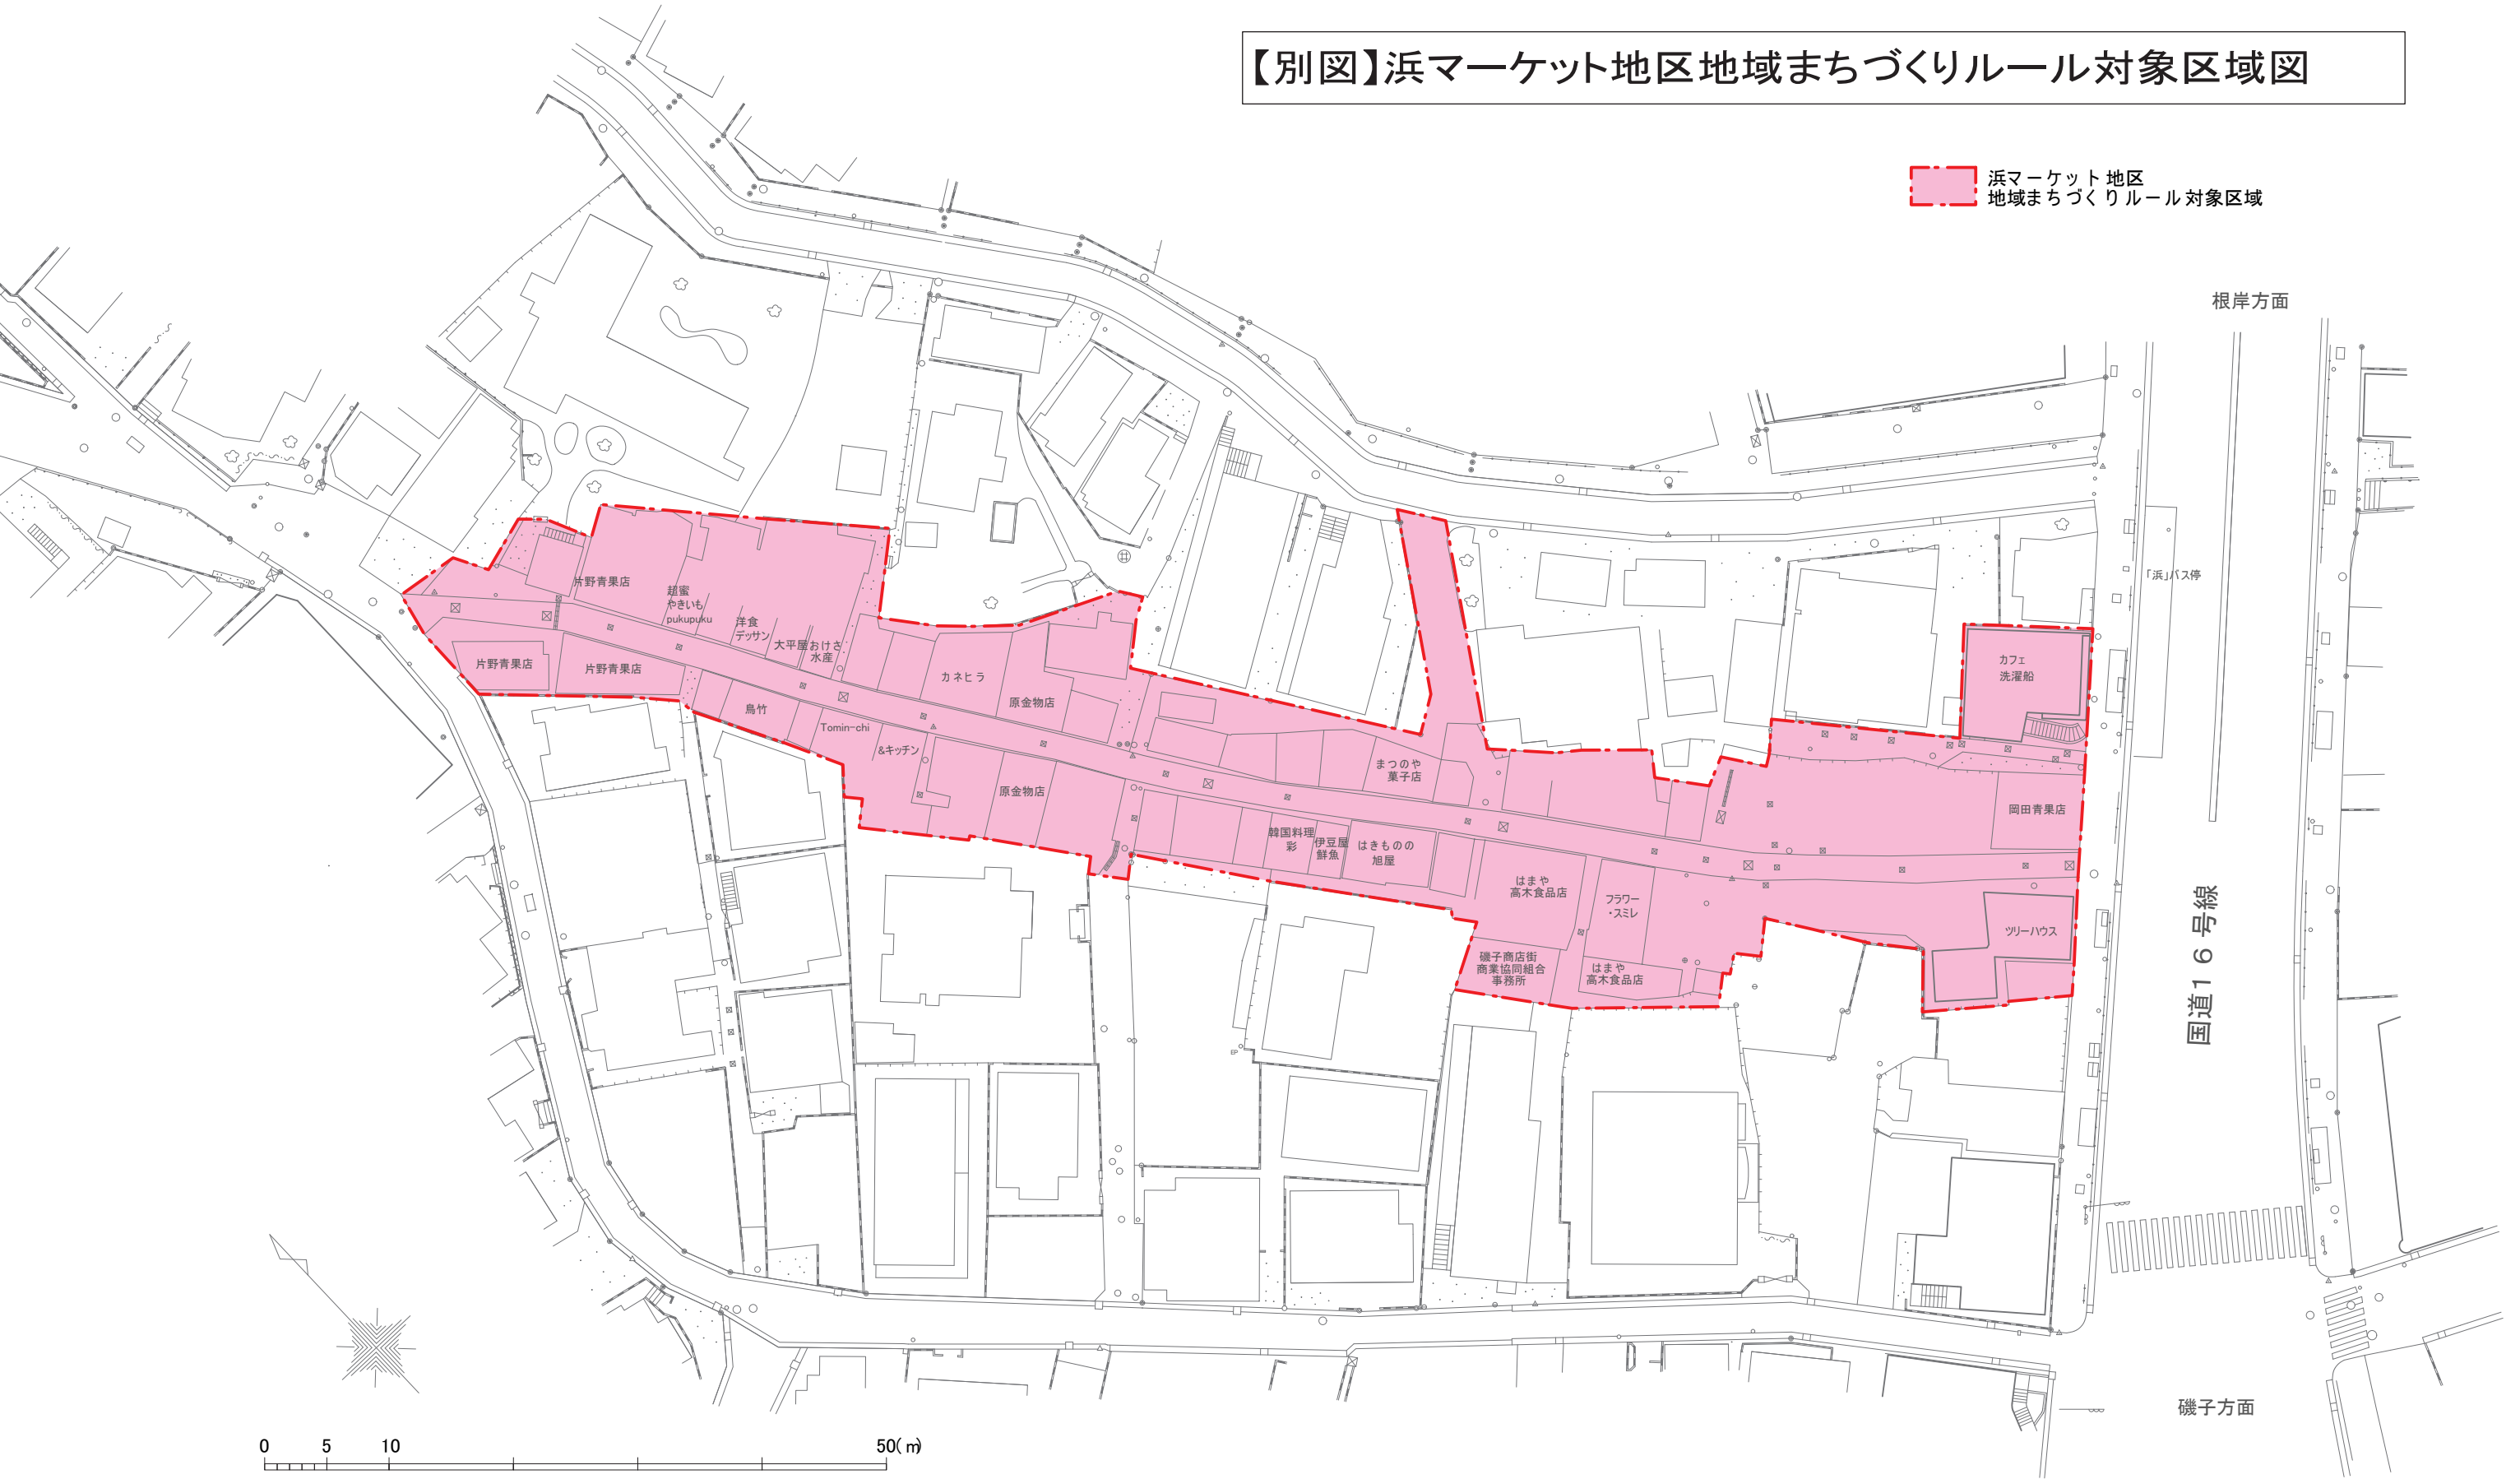 【別図】浜マーケット地区地域まちづくりルール対象区域図
浜マーケット地区
地域まちづくりルール対象区域
根岸方面
「浜」バス停
片野青果店
超蜜
やきいも
pukupuku
洋食
デッサン
大平屋おけさ
水産
片野青果店
片野青果店
カネヒラ
原金物店
鳥竹
Tomin-chi
&キッチン
原金物店
まつのや
菓子店
カフェ
洗濯船
岡田青果店
韓国料理
彩
伊豆屋
鮮魚
はきものの
旭屋
はまや
高木食品店
フラワー
・スミレ
ツリーハウス
磯子商店街
商業協同組合
事務所
はまや
高木食品店
国道16号線
EP
磯子方面
0 5 10 50(m)